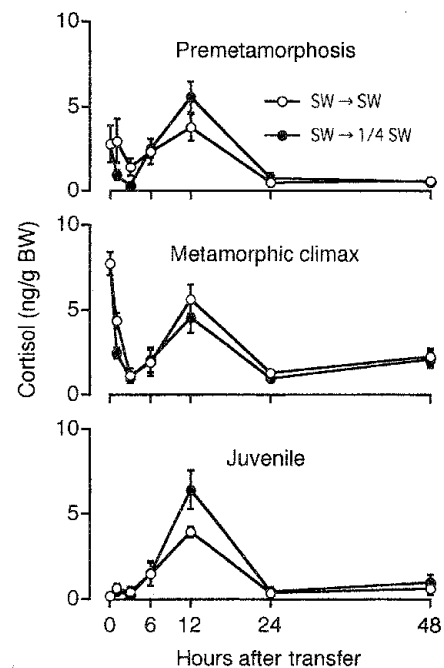 10
Premetamorphosis
SW → SW
5
SW → 1/4 SW
0
10
Metamorphic climax
5
0
Cortisol (ng/g BW)
10
Juvenile
5
0
0 6 12 24 48
Hours after transfer